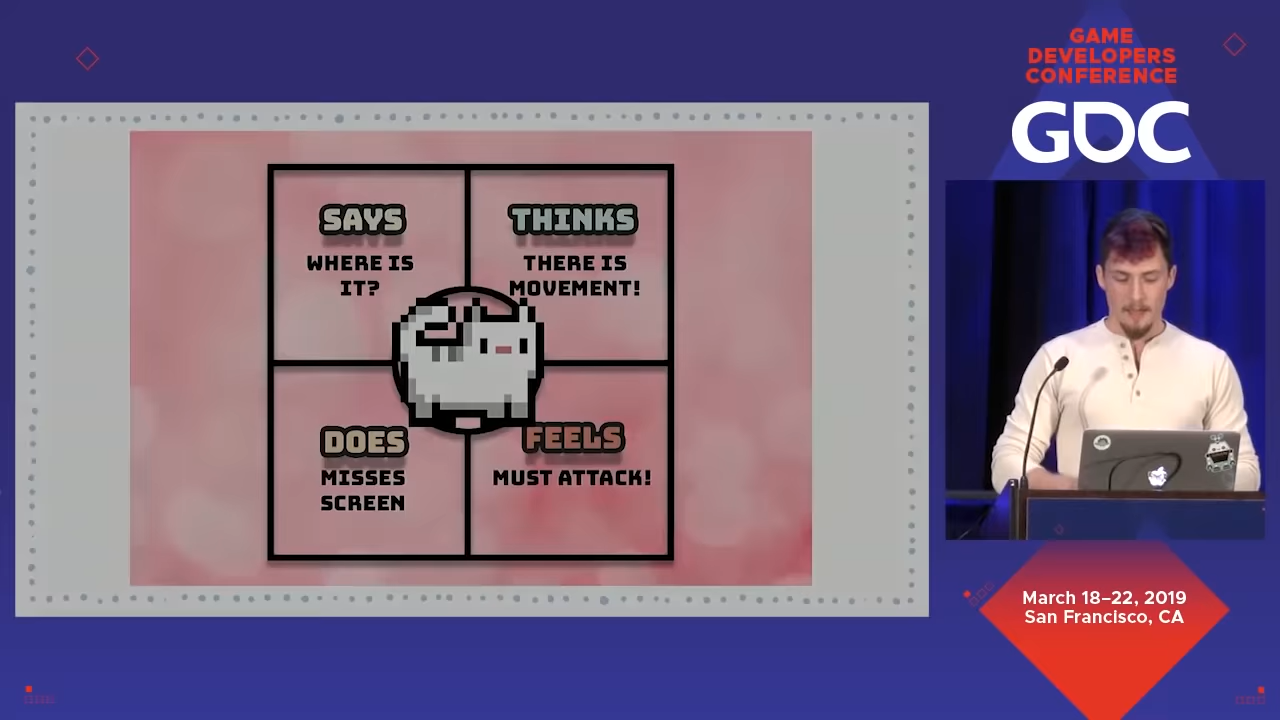 GAME
DEVELOPERS
CONFERENCE
GDC
SAYS
WHERE IS
IT?
THINKS
THERE IS
MOVEMENT!
DOES
MISSES
SCREEN
FEELS
MUST ATTACK!
March 18–22, 2019
San Francisco, CA